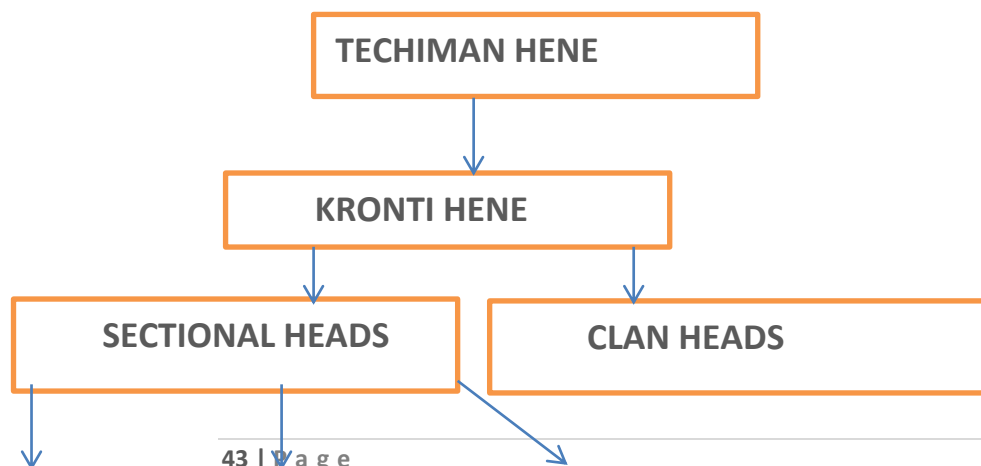 TECHIMAN HENE
KRONTI HENE
SECTIONAL HEADS
CLAN HEADS
43 | P a g e